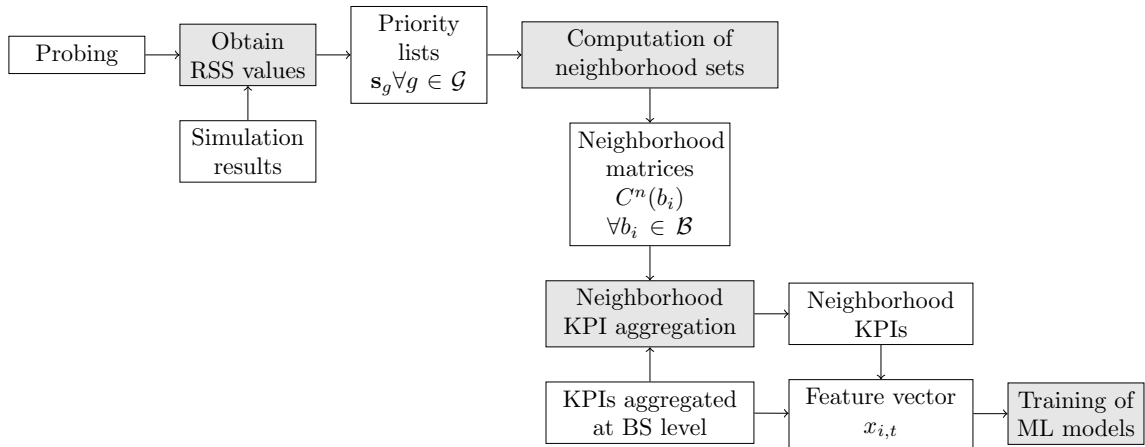 Probing
Obtain
RSS values
Priority
lists
𝐬_g∀g ∈ 𝒢
Computation of
neighborhood sets
Simulation
results
Neighborhood
matrices
Cⁿ(b_i)
∀b_i ∈ ℬ
Neighborhood
KPI aggregation
Neighborhood
KPIs
KPIs aggregated
at BS level
Feature vector
x_{i,t}
Training of
ML models